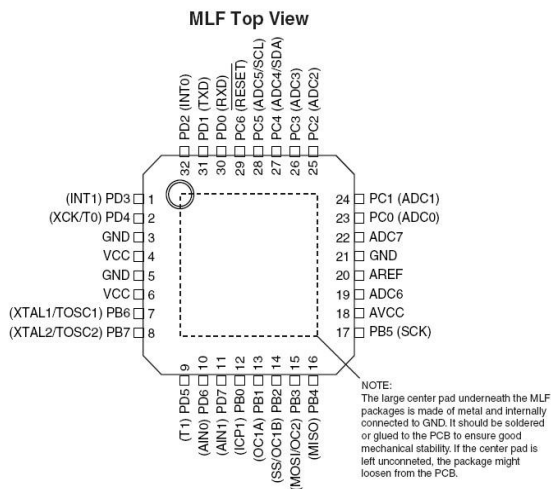 MLF Top View
PD2 (INT0)
PD1 (TXD)
PD0 (RXD)
PC6 (RESET)
PC5 (ADC5/SCL)
PC4 (ADC4/SDA)
PC3 (ADC3)
PC2 (ADC2)
32
31
30
29
28
27
26
25
(INT1) PD3 1
(XCK/T0) PD4 2
GND 3
VCC 4
GND 5
VCC 6
(XTAL1/TOSC1) PB6 7
(XTAL2/TOSC2) PB7 8
24 PC1 (ADC1)
23 PC0 (ADC0)
22 ADC7
21 GND
20 AREF
19 ADC6
18 AVCC
17 PB5 (SCK)
9
10
11
12
13
14
15
16
(T1) PD5
(AIN0) PD6
(AIN1) PD7
(ICP1) PB0
(OC1A) PB1
(SS/OC1B) PB2
(MOSI/OC2) PB3
(MISO) PB4
NOTE:
The large center pad underneath the MLF
packages is made of metal and internally
connected to GND. It should be soldered
or glued to the PCB to ensure good
mechanical stability. If the center pad is
left unconneted, the package might
loosen from the PCB.